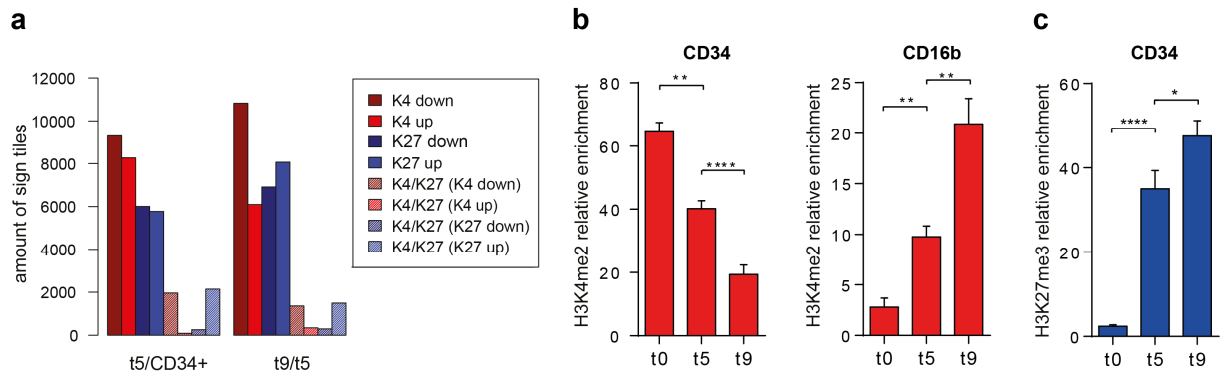 a
amount of sign tiles
12000
10000
8000
6000
4000
2000
0
t5/CD34+
t9/t5
K4 down
K4 up
K27 down
K27 up
K4/K27 (K4 down)
K4/K27 (K4 up)
K4/K27 (K27 down)
K4/K27 (K27 up)
b
CD34
H3K4me2 relative enrichment
80
60
40
20
0
**
****
t0
t5
t9
CD16b
H3K4me2 relative enrichment
25
20
15
10
5
0
**
**
t0
t5
t9
c
CD34
H3K27me3 relative enrichment
60
40
20
0
****
*
t0
t5
t9